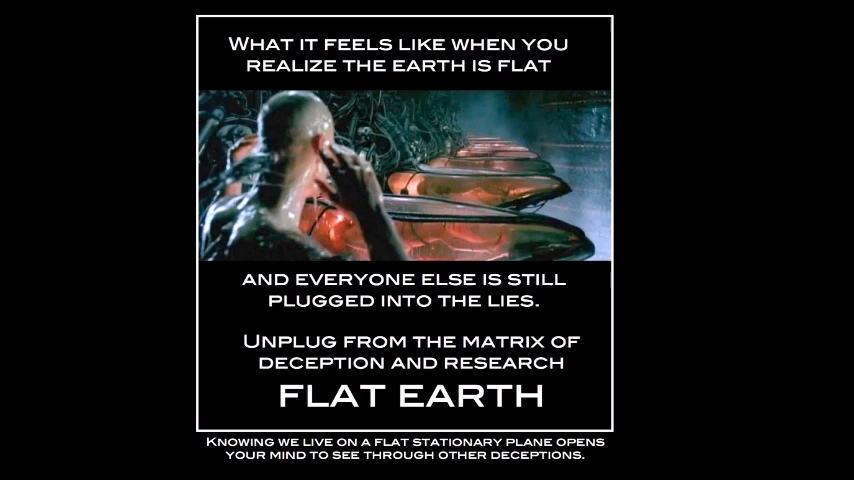 What it feels like when you
realize the earth is flat
and everyone else is still
plugged into the lies.
Unplug from the matrix of
deception and research
FLAT EARTH
Knowing we live on a flat stationary plane opens
your mind to see through other deceptions.